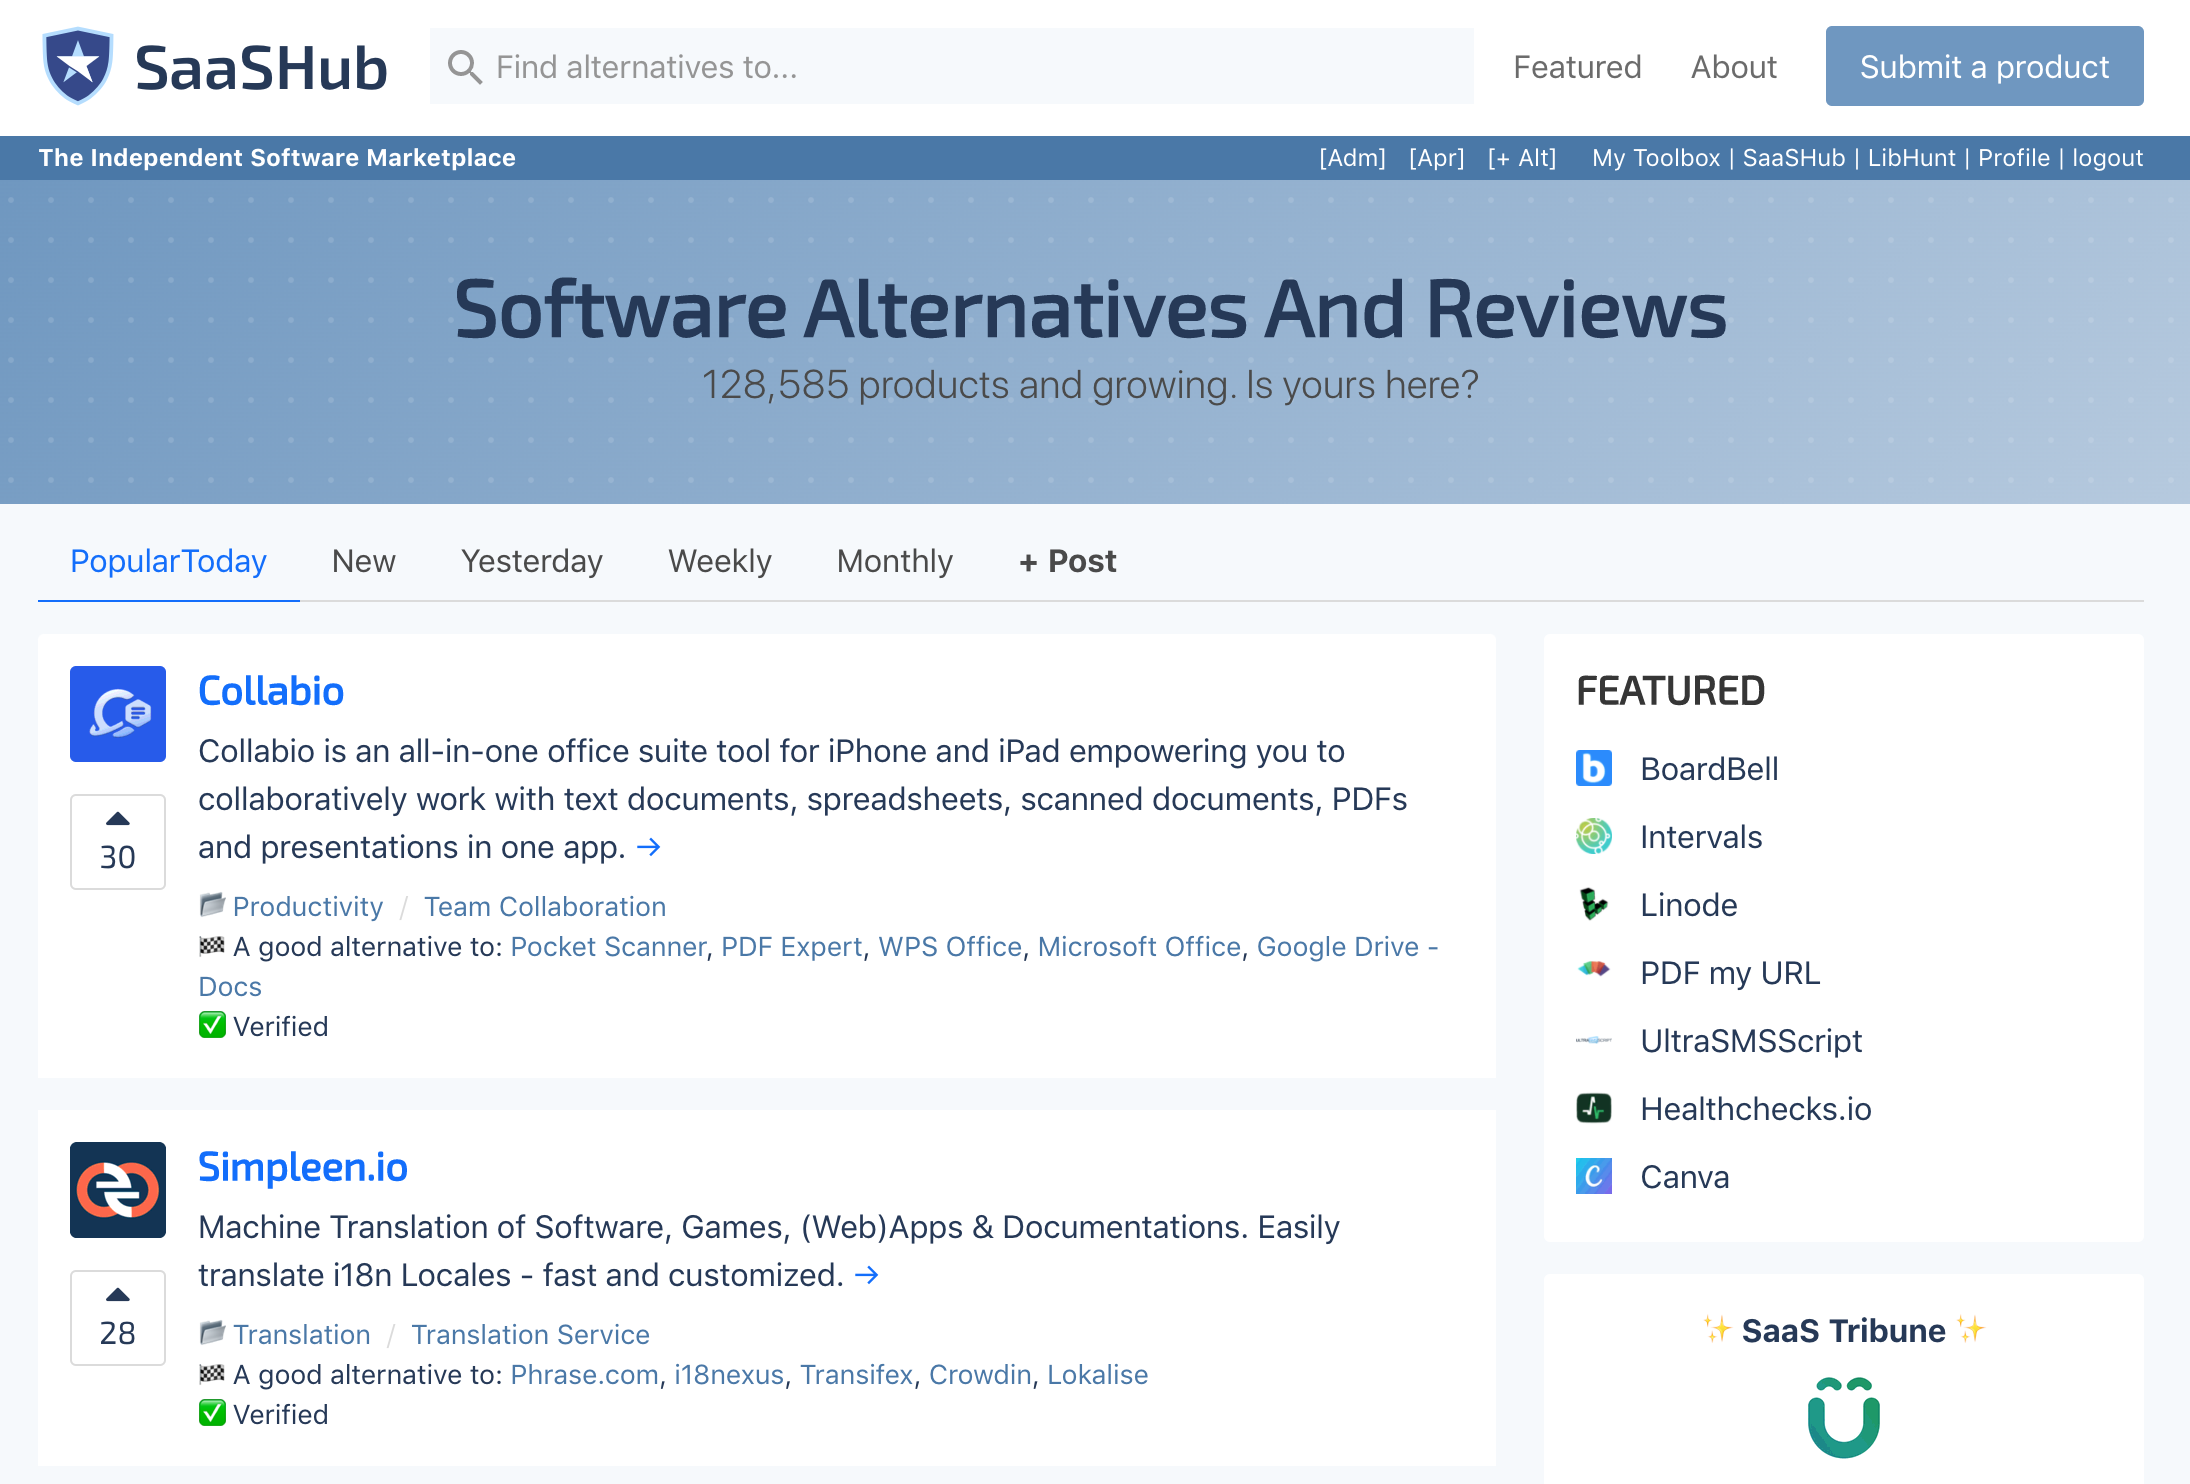 SaaSHub
Find alternatives to...
Featured
About
Submit a product
The Independent Software Marketplace
[Adm] [Apr] [+ Alt] My Toolbox | SaaSHub | LibHunt | Profile | logout
Software Alternatives And Reviews
128,585 products and growing. Is yours here?
PopularToday
New
Yesterday
Weekly
Monthly
+ Post
Collabio
Collabio is an all-in-one office suite tool for iPhone and iPad empowering you to
collaboratively work with text documents, spreadsheets, scanned documents, PDFs
and presentations in one app. →
30
Productivity / Team Collaboration
A good alternative to: Pocket Scanner, PDF Expert, WPS Office, Microsoft Office, Google Drive -
Docs
Verified
Simpleen.io
Machine Translation of Software, Games, (Web)Apps & Documentations. Easily
translate i18n Locales - fast and customized. →
28
Translation / Translation Service
A good alternative to: Phrase.com, i18nexus, Transifex, Crowdin, Lokalise
Verified
FEATURED
BoardBell
Intervals
Linode
PDF my URL
UltraSMSScript
Healthchecks.io
Canva
SaaS Tribune